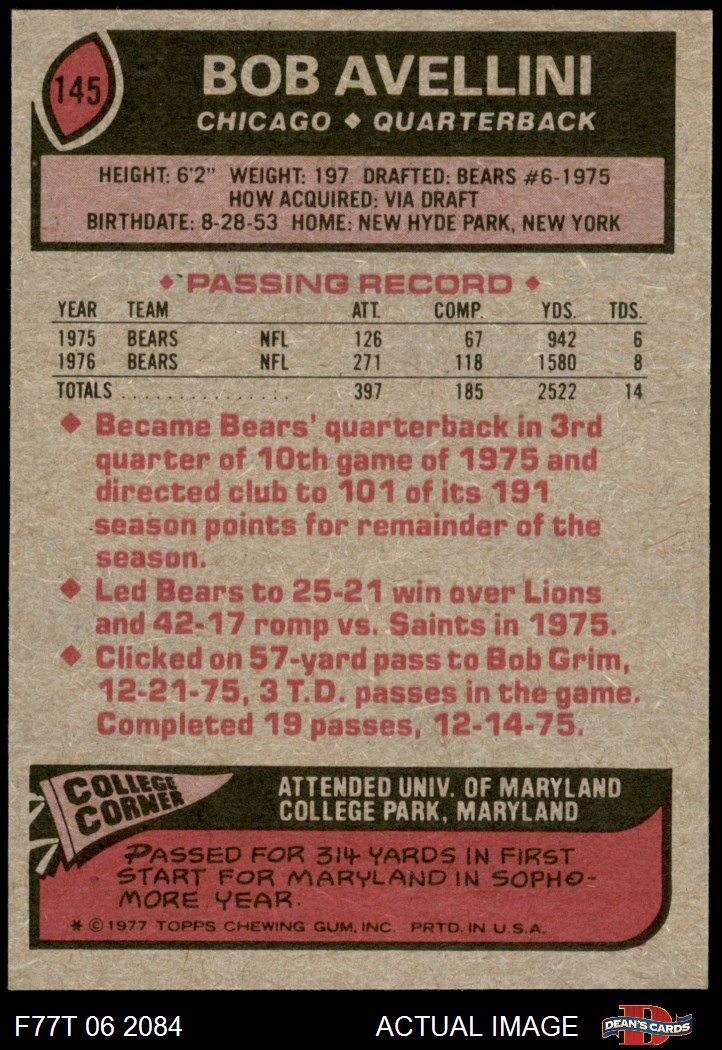 145
BOB AVELLINI
CHICAGO ♦ QUARTERBACK
HEIGHT: 6'2" WEIGHT: 197 DRAFTED: BEARS #6-1975
HOW ACQUIRED: VIA DRAFT
BIRTHDATE: 8-28-53 HOME: NEW HYDE PARK, NEW YORK
♦ PASSING RECORD ♦
YEAR TEAM ATT. COMP. YDS. TDS.
1975 BEARS NFL 126 67 942 6
1976 BEARS NFL 271 118 1580 8
TOTALS . . . . . . . . . . . . . . . 397 185 2522 14
♦ Became Bears' quarterback in 3rd
quarter of 10th game of 1975 and
directed club to 101 of its 191
season points for remainder of the
season.
♦ Led Bears to 25-21 win over Lions
and 42-17 romp vs. Saints in 1975.
♦ Clicked on 57-yard pass to Bob Grim,
12-21-75, 3 T.D. passes in the game.
Completed 19 passes, 12-14-75.
COLLEGE
CORNER
ATTENDED UNIV. OF MARYLAND
COLLEGE PARK, MARYLAND
PASSED FOR 314 YARDS IN FIRST
START FOR MARYLAND IN SOPHO-
MORE YEAR.
* © 1977 TOPPS CHEWING GUM, INC. PRTD. IN U.S.A.
F77T 06 2084 ACTUAL IMAGE D DEAN'S CARDS